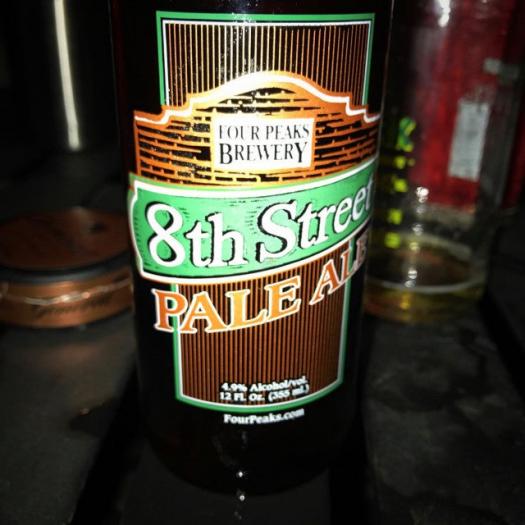 FOUR PEAKS
BREWERY
8th Street
PALE ALE
4.9% Alcohol/vol.
12 Fl. Oz. (355 ml.)
FourPeaks.com